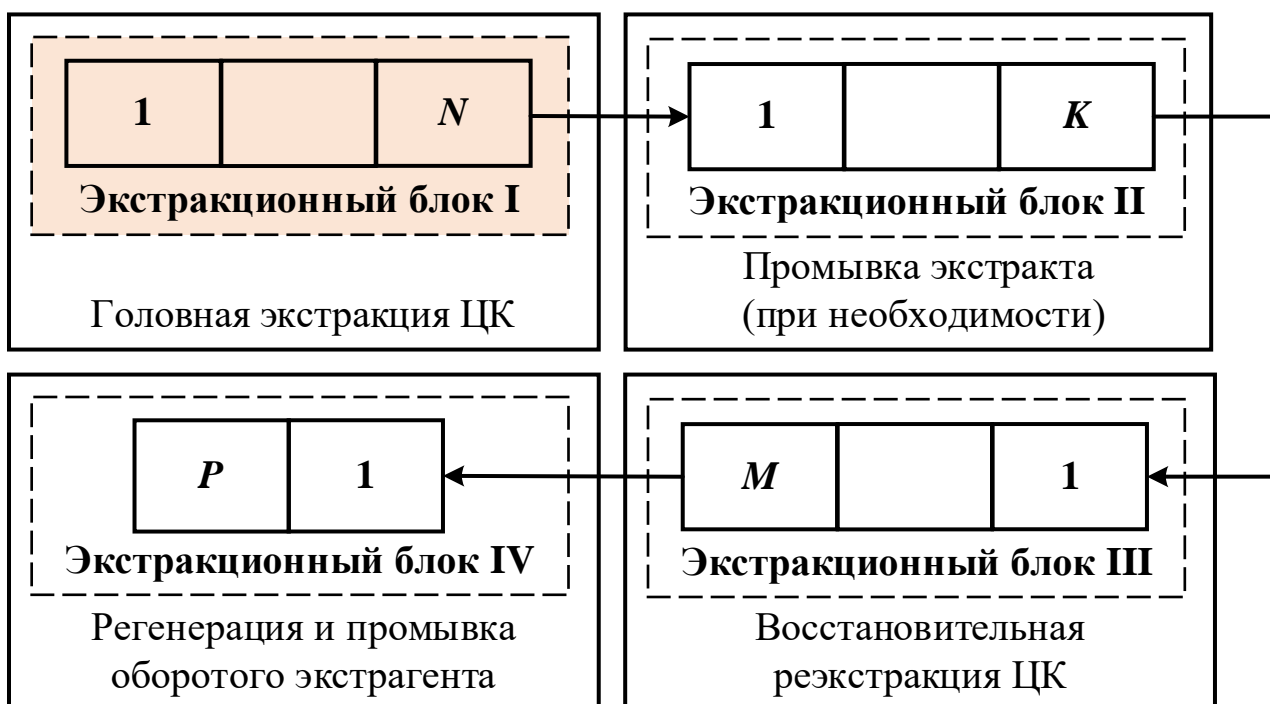 1 N
Экстракционный блок I
Головная экстракция ЦК
1 K
Экстракционный блок II
Промывка экстракта
(при необходимости)
P 1
Экстракционный блок IV
Регенерация и промывка
оборотого экстрагента
M 1
Экстракционный блок III
Восстановительная
реэкстракция ЦК